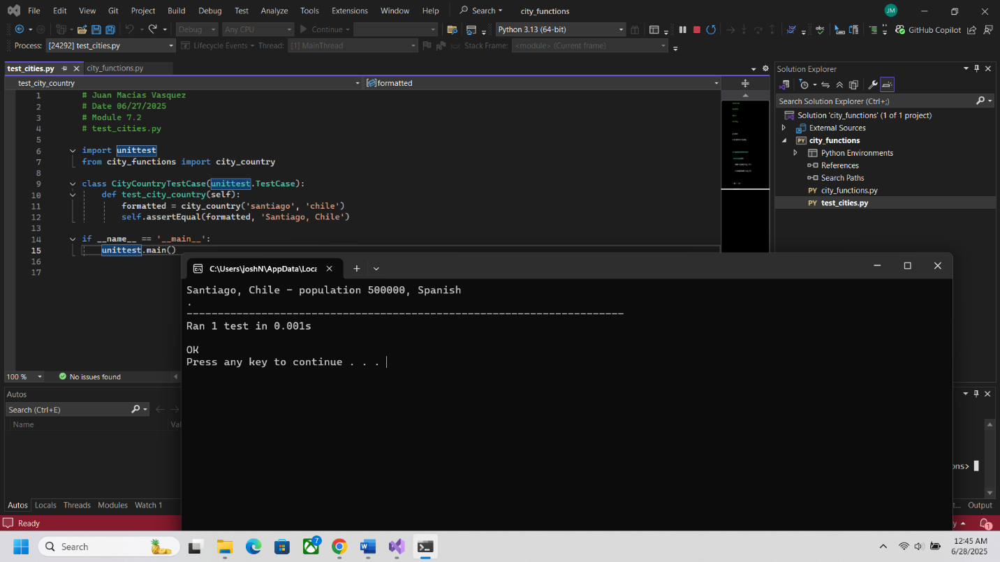 File Edit View Git Project Build Debug Test Analyze Tools Extensions Window Help Search city_functions JM
Debug Any CPU Continue Python 3.13 (64-bit) GitHub Copilot
Process: [24292] test_cities.py Lifecycle Events Thread: [1] MainThread Stack Frame: <module> (Current frame)
test_cities.py city_functions.py
test_city_country formatted
1 # Juan Macias Vasquez
2 # Date 06/27/2025
3 # Module 7.2
4 # test_cities.py
5
6 import unittest
7 from city_functions import city_country
8
9 class CityCountryTestCase(unittest.TestCase):
10 def test_city_country(self):
11 formatted = city_country('santiago', 'chile')
12 self.assertEqual(formatted, 'Santiago, Chile')
13
14 if __name__ == '__main__':
15 unittest.main()
16
17
100 % No issues found
Solution Explorer
Search Solution Explorer (Ctrl+;)
Solution 'city_functions' (1 of 1 project)
External Sources
PY city_functions
Python Environments
References
Search Paths
PY city_functions.py
PY test_cities.py
C:\Users\joshN\AppData\Loca
Santiago, Chile - population 500000, Spanish
.
----------------------------------------------------------------------
Ran 1 test in 0.001s
OK
Press any key to continue . . .
Autos
Search (Ctrl+E)
Name Val
ons>
Autos Locals Threads Modules Watch 1
t... Output
Ready
1
Search
7
12:45 AM
6/28/2025